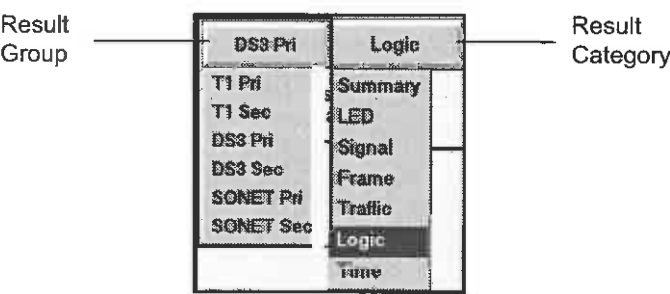 Result
Group
DS3 Pri
Logic
Result
Category
T1 Pri
T1 Sec
DS3 Pri
DS3 Sec
SONET Pri
SONET Sec
Summary
LED
Signal
Frame
Traffic
Logic
Time